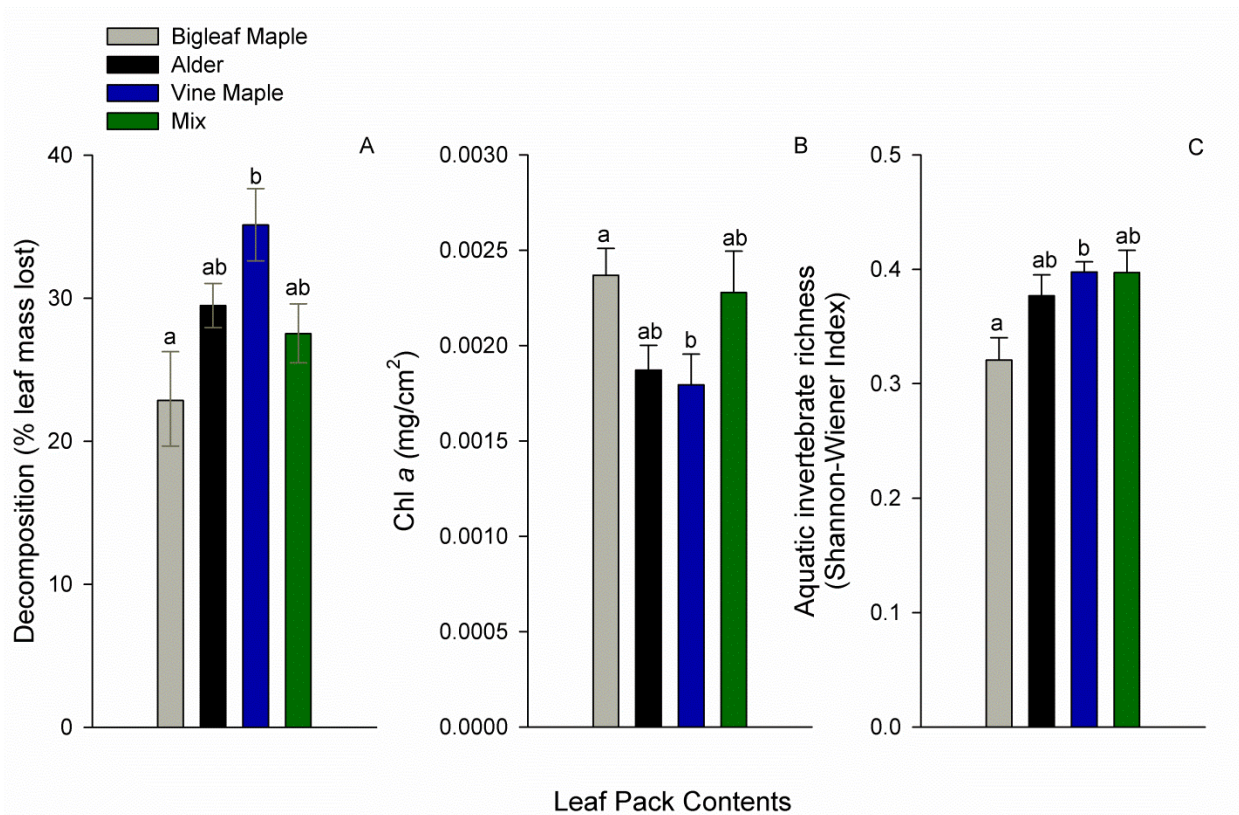 Bigleaf Maple
Alder
Vine Maple
Mix
A
40
30
20
10
0
Decomposition (% leaf mass lost)
a
ab
b
ab
B
0.0030
0.0025
0.0020
0.0015
0.0010
0.0005
0.0000
Chl a (mg/cm²)
a
ab
b
ab
C
0.5
0.4
0.3
0.2
0.1
0.0
Aquatic invertebrate richness
(Shannon-Wiener Index)
a
ab
b
ab
Leaf Pack Contents